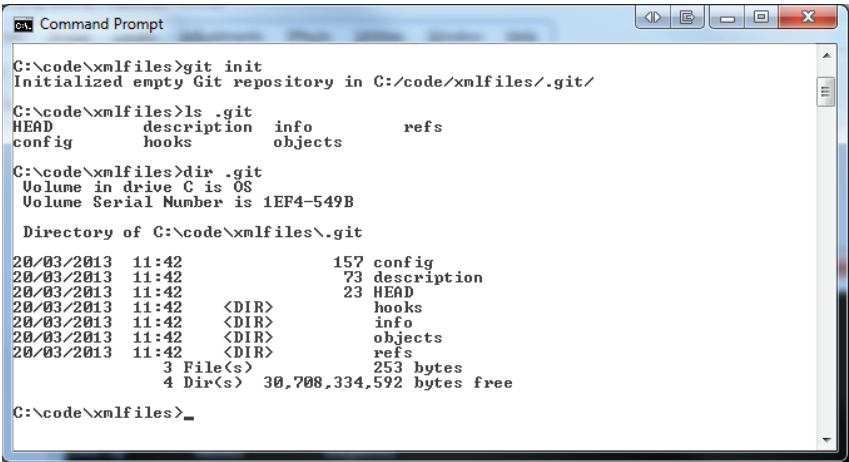 Command Prompt
C:\code\xmlfiles>git init
Initialized empty Git repository in C:/code/xmlfiles/.git/
C:\code\xmlfiles>ls .git
HEAD description info refs
config hooks objects
C:\code\xmlfiles>dir .git
Volume in drive C is OS
Volume Serial Number is 1EF4-549B
Directory of C:\code\xmlfiles\.git
20/03/2013 11:42 157 config
20/03/2013 11:42 73 description
20/03/2013 11:42 23 HEAD
20/03/2013 11:42 <DIR> hooks
20/03/2013 11:42 <DIR> info
20/03/2013 11:42 <DIR> objects
20/03/2013 11:42 <DIR> refs
3 File(s) 253 bytes
4 Dir(s) 30,708,334,592 bytes free
C:\code\xmlfiles>_